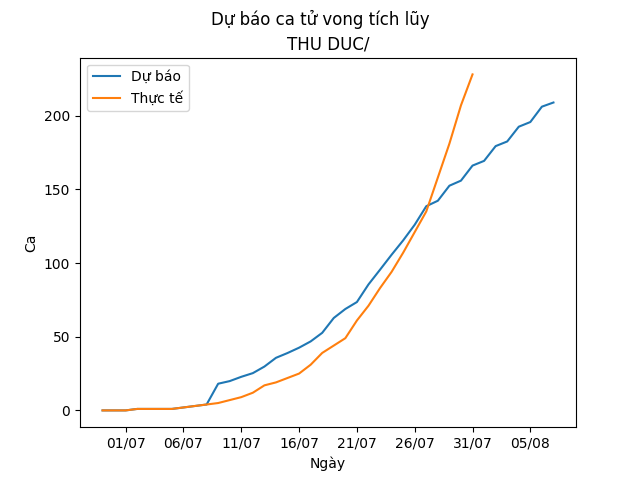 Dự báo ca tử vong tích lũy
THU DUC/
Dự báo
Thực tế
Ca
200
150
100
50
0
01/07 06/07 11/07 16/07 21/07 26/07 31/07 05/08
Ngày